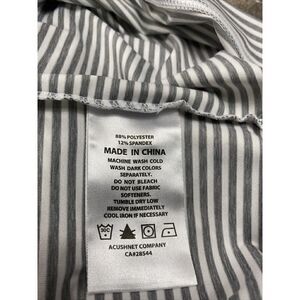 88% POLYESTER
12% SPANDEX
MADE IN CHINA
MACHINE WASH COLD
WASH DARK COLORS
SEPARATELY.
DO NOT BLEACH
DO NOT USE FABRIC
SOFTENERS.
TUMBLE DRY LOW
REMOVE IMMEDIATELY
COOL IRON IF NECESSARY
ACUSHNET COMPANY
CA#28544